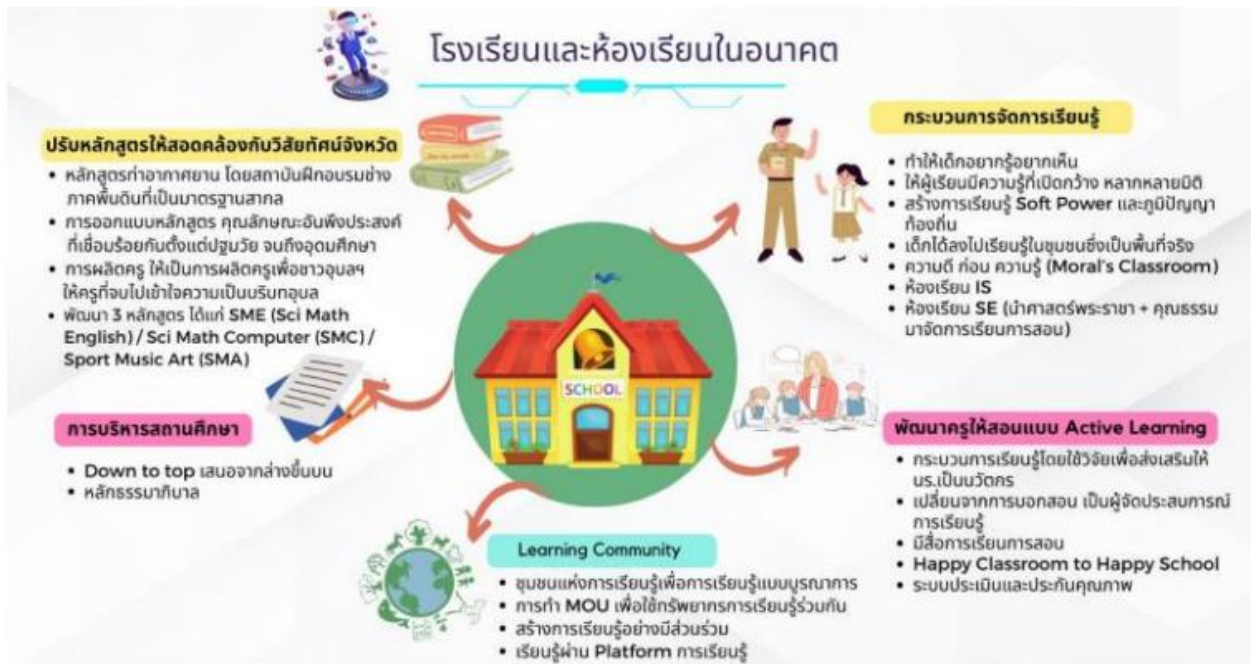 โรงเรียนและห้องเรียนในอนาคต
ปรับหลักสูตรให้สอดคล้องกับวิสัยทัศน์จังหวัด
• หลักสูตรท่าอากาศยาน โดยสถาบันฝึกอบรมช่าง
ภาคพื้นดินที่เป็นมาตรฐานสากล
• การออกแบบหลักสูตร คุณลักษณะอันพึงประสงค์
ที่เชื่อมร้อยกันตั้งแต่ปฐมวัย จนถึงอุดมศึกษา
• การผลิตครู ให้เป็นการผลิตครูเพื่อชาวอุบลฯ
ให้ครูที่จบไปเข้าใจความเป็นบริบทอุบล
• พัฒนา 3 หลักสูตร ได้แก่ SME (Sci Math
English) / Sci Math Computer (SMC) /
Sport Music Art (SMA)
การบริหารสถานศึกษา
• Down to top เสนอจากล่างขึ้นบน
• หลักธรรมาภิบาล
SCHOOL
Learning Community
• ชุมชนแห่งการเรียนรู้เพื่อการเรียนรู้แบบบูรณาการ
• การทำ MOU เพื่อใช้ทรัพยากรการเรียนรู้ร่วมกัน
• สร้างการเรียนรู้อย่างมีส่วนร่วม
• เรียนรู้ผ่าน Platform การเรียนรู้
กระบวนการจัดการเรียนรู้
• ทำให้เด็กอยากรู้อยากเห็น
• ให้ผู้เรียนมีความรู้ที่เปิดกว้าง หลากหลายมิติ
• สร้างการเรียนรู้ Soft Power และภูมิปัญญา
ท้องถิ่น
• เด็กได้ลงไปเรียนรู้ในชุมชนซึ่งเป็นพื้นที่จริง
• ความดี ก่อน ความรู้ (Moral's Classroom)
• ห้องเรียน IS
• ห้องเรียน SE (นำศาสตร์พระราชา + คุณธรรม
มาจัดการเรียนการสอน)
พัฒนาครูให้สอนแบบ Active Learning
• กระบวนการเรียนรู้โดยใช้วิจัยเพื่อส่งเสริมให้
นร.เป็นนวัตกร
• เปลี่ยนจากการบอกสอน เป็นผู้จัดประสบการณ์
การเรียนรู้
• มีสื่อการเรียนการสอน
• Happy Classroom to Happy School
• ระบบประเมินและประกันคุณภาพ